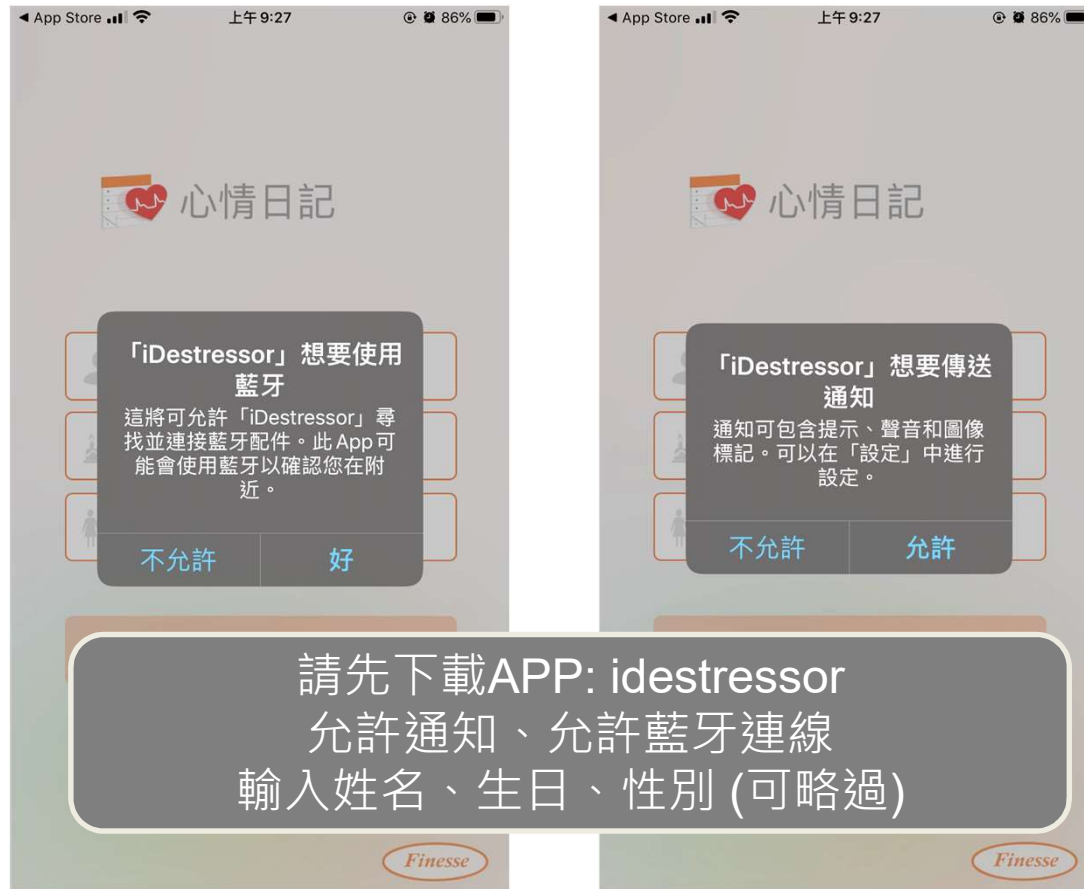 App Store
上午9:27
86%
心情日記
「iDestressor」想要使用
藍牙
這將可允許「iDestressor」尋
找並連接藍牙配件。此 App 可
能會使用藍牙以確認您在附
近。
不允許
好
Finesse
App Store
上午9:27
86%
心情日記
「iDestressor」想要傳送
通知
通知可包含提示、聲音和圖像
標記。可以在「設定」中進行
設定。
不允許
允許
Finesse
請先下載APP: idestressor
允許通知、允許藍牙連線
輸入姓名、生日、性別 (可略過)